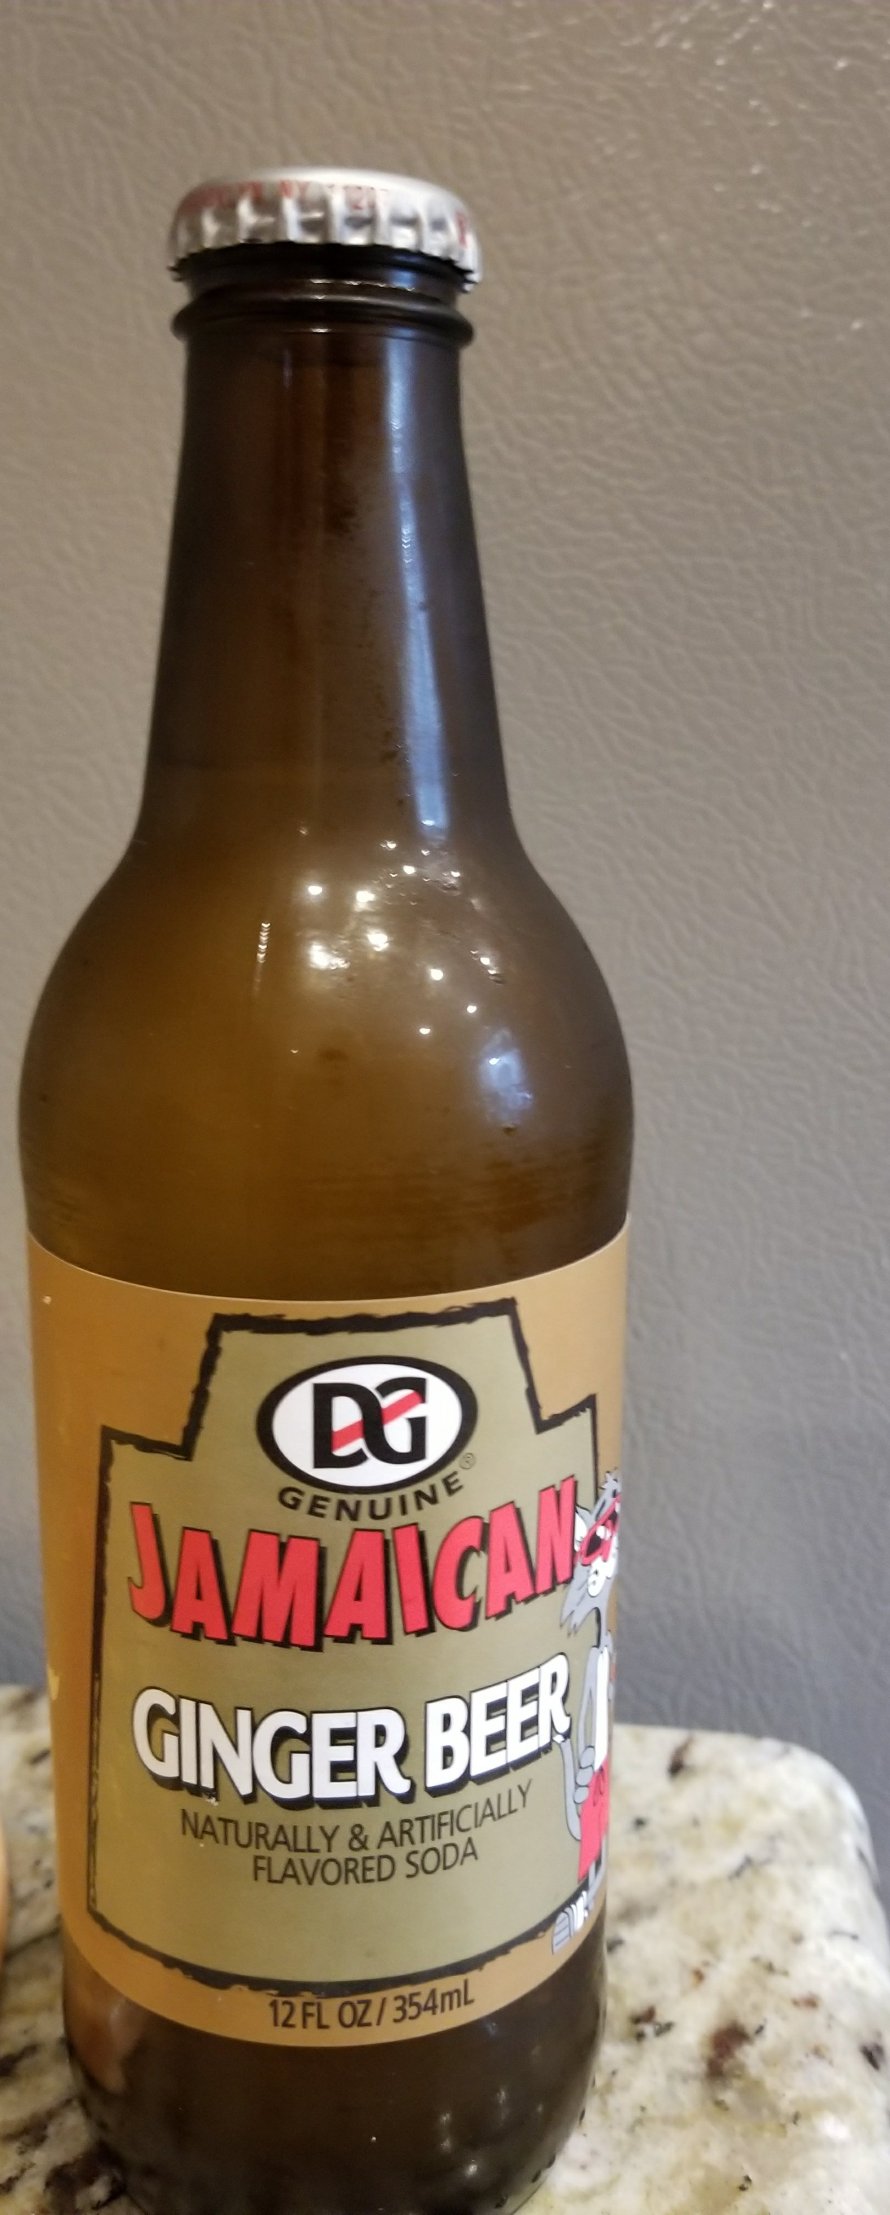 DG
GENUINE®
JAMAICAN
GINGER BEER
NATURALLY & ARTIFICIALLY
FLAVORED SODA
12 FL OZ / 354mL